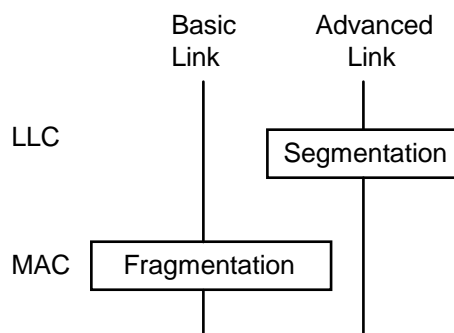 Basic
Link
Advanced
Link
LLC
Segmentation
MAC
Fragmentation